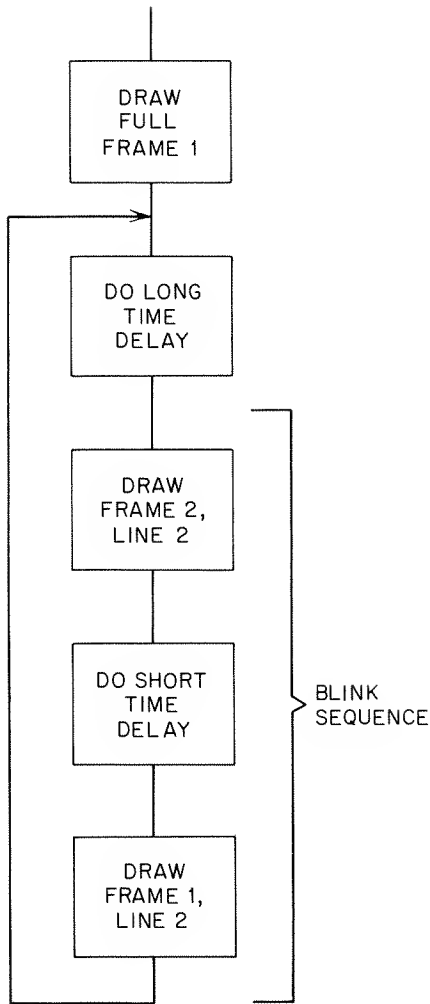 DRAW
FULL
FRAME 1
DO LONG
TIME
DELAY
DRAW
FRAME 2,
LINE 2
DO SHORT
TIME
DELAY
BLINK
SEQUENCE
DRAW
FRAME 1,
LINE 2